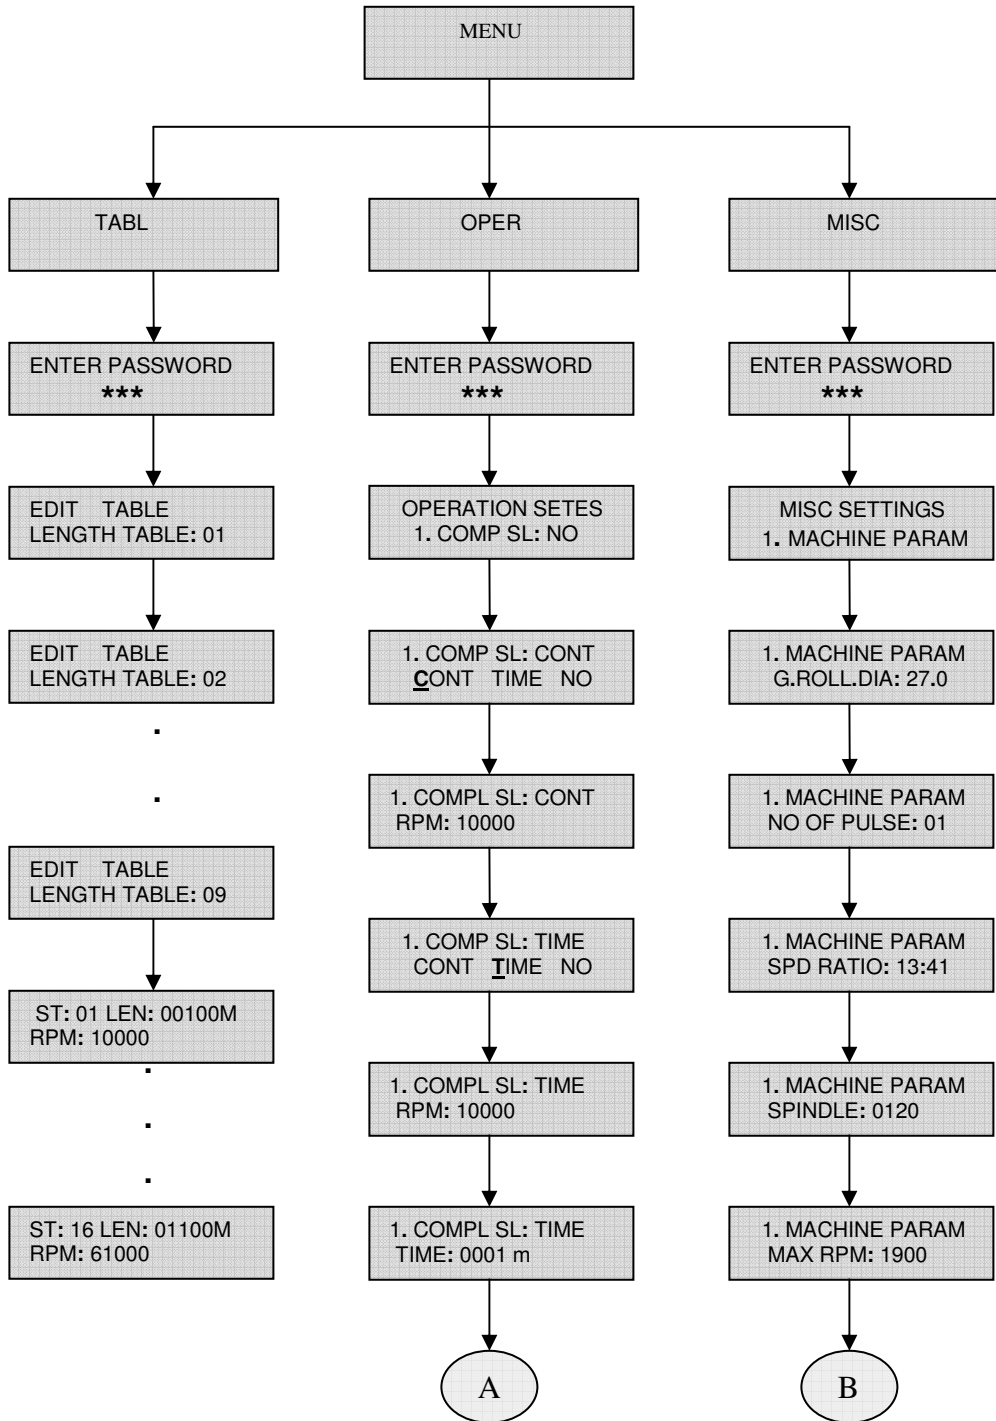 MENU
TABL
ENTER PASSWORD
***
EDIT TABLE
LENGTH TABLE: 01
EDIT TABLE
LENGTH TABLE: 02
.
.
EDIT TABLE
LENGTH TABLE: 09
ST: 01 LEN: 00100M
RPM: 10000
.
.
.
ST: 16 LEN: 01100M
RPM: 61000
OPER
ENTER PASSWORD
***
OPERATION SETES
1. COMP SL: NO
1. COMP SL: CONT
CONT TIME NO
1. COMPL SL: CONT
RPM: 10000
1. COMP SL: TIME
CONT TIME NO
1. COMPL SL: TIME
RPM: 10000
1. COMPL SL: TIME
TIME: 0001 m
A
MISC
ENTER PASSWORD
***
MISC SETTINGS
1. MACHINE PARAM
1. MACHINE PARAM
G.ROLL.DIA: 27.0
1. MACHINE PARAM
NO OF PULSE: 01
1. MACHINE PARAM
SPD RATIO: 13:41
1. MACHINE PARAM
SPINDLE: 0120
1. MACHINE PARAM
MAX RPM: 1900
B